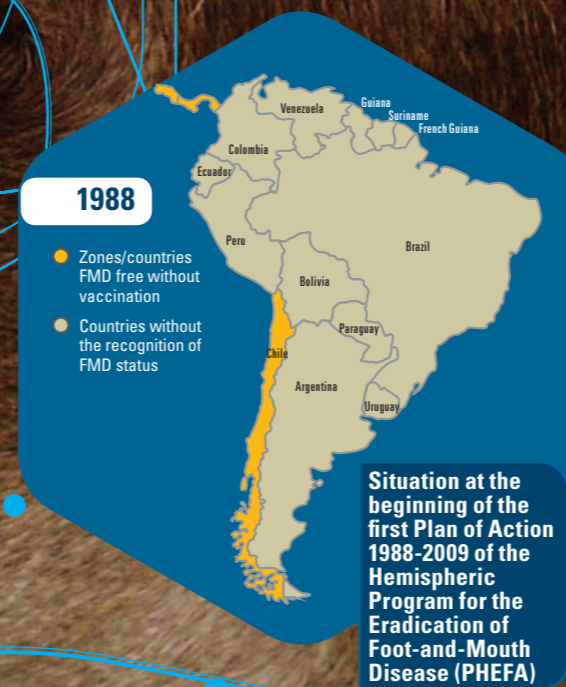 1988
Zones/countries
FMD free without
vaccination
Countries without
the recognition of
FMD status
Venezuela
Guiana
Suriname
French Guiana
Colombia
Ecuador
Peru
Brazil
Bolivia
Paraguay
Chile
Argentina
Uruguay
Situation at the
beginning of the
first Plan of Action
1988-2009 of the
Hemispheric
Program for the
Eradication of
Foot-and-Mouth
Disease (PHEFA)